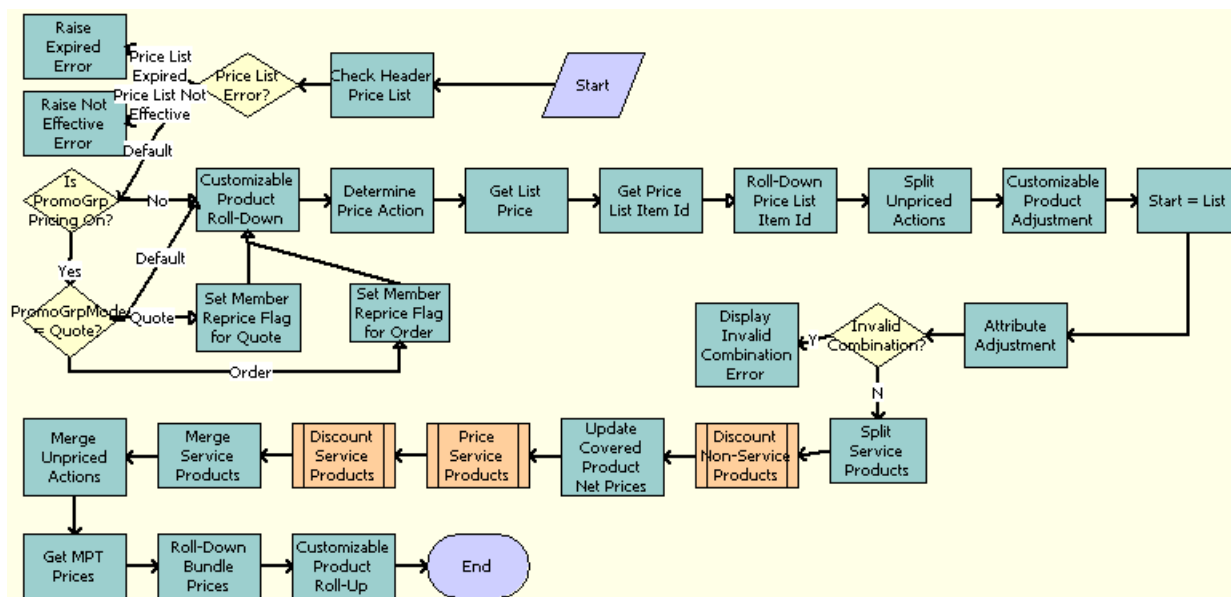 Raise
Expired
Error
Price List
Expired
Price List
Error?
Check Header
Price List
Start
Raise Not
Effective
Error
Price List Not
Effective
Default
Is
PromoGrp
Pricing On?
No
Customizable
Product
Roll-Down
Determine
Price Action
Get List
Price
Get Price
List Item Id
Roll-Down
Price List
Item Id
Split
Unpriced
Actions
Customizable
Product
Adjustment
Start = List
Yes
Default
PromoGrpMode
= Quote?
Quote
Set Member
Reprice Flag
for Quote
Set Member
Reprice Flag
for Order
Order
Display
Invalid
Combination
Error
Y
Invalid
Combination?
Attribute
Adjustment
N
Merge
Unpriced
Actions
Merge
Service
Products
Discount
Service
Products
Price
Service
Products
Update
Covered
Product
Net Prices
Discount
Non-Service
Products
Split
Service
Products
Get MPT
Prices
Roll-Down
Bundle
Prices
Customizable
Product
Roll-Up
End